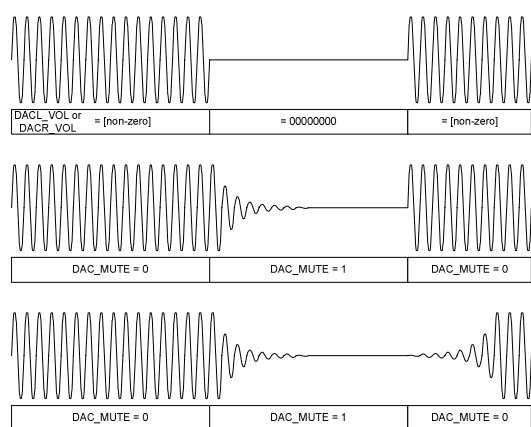 DACL_VOL or
DACR_VOL
= [non-zero]
= 00000000
= [non-zero]
DAC_MUTE = 0
DAC_MUTE = 1
DAC_MUTE = 0
DAC_MUTE = 0
DAC_MUTE = 1
DAC_MUTE = 0